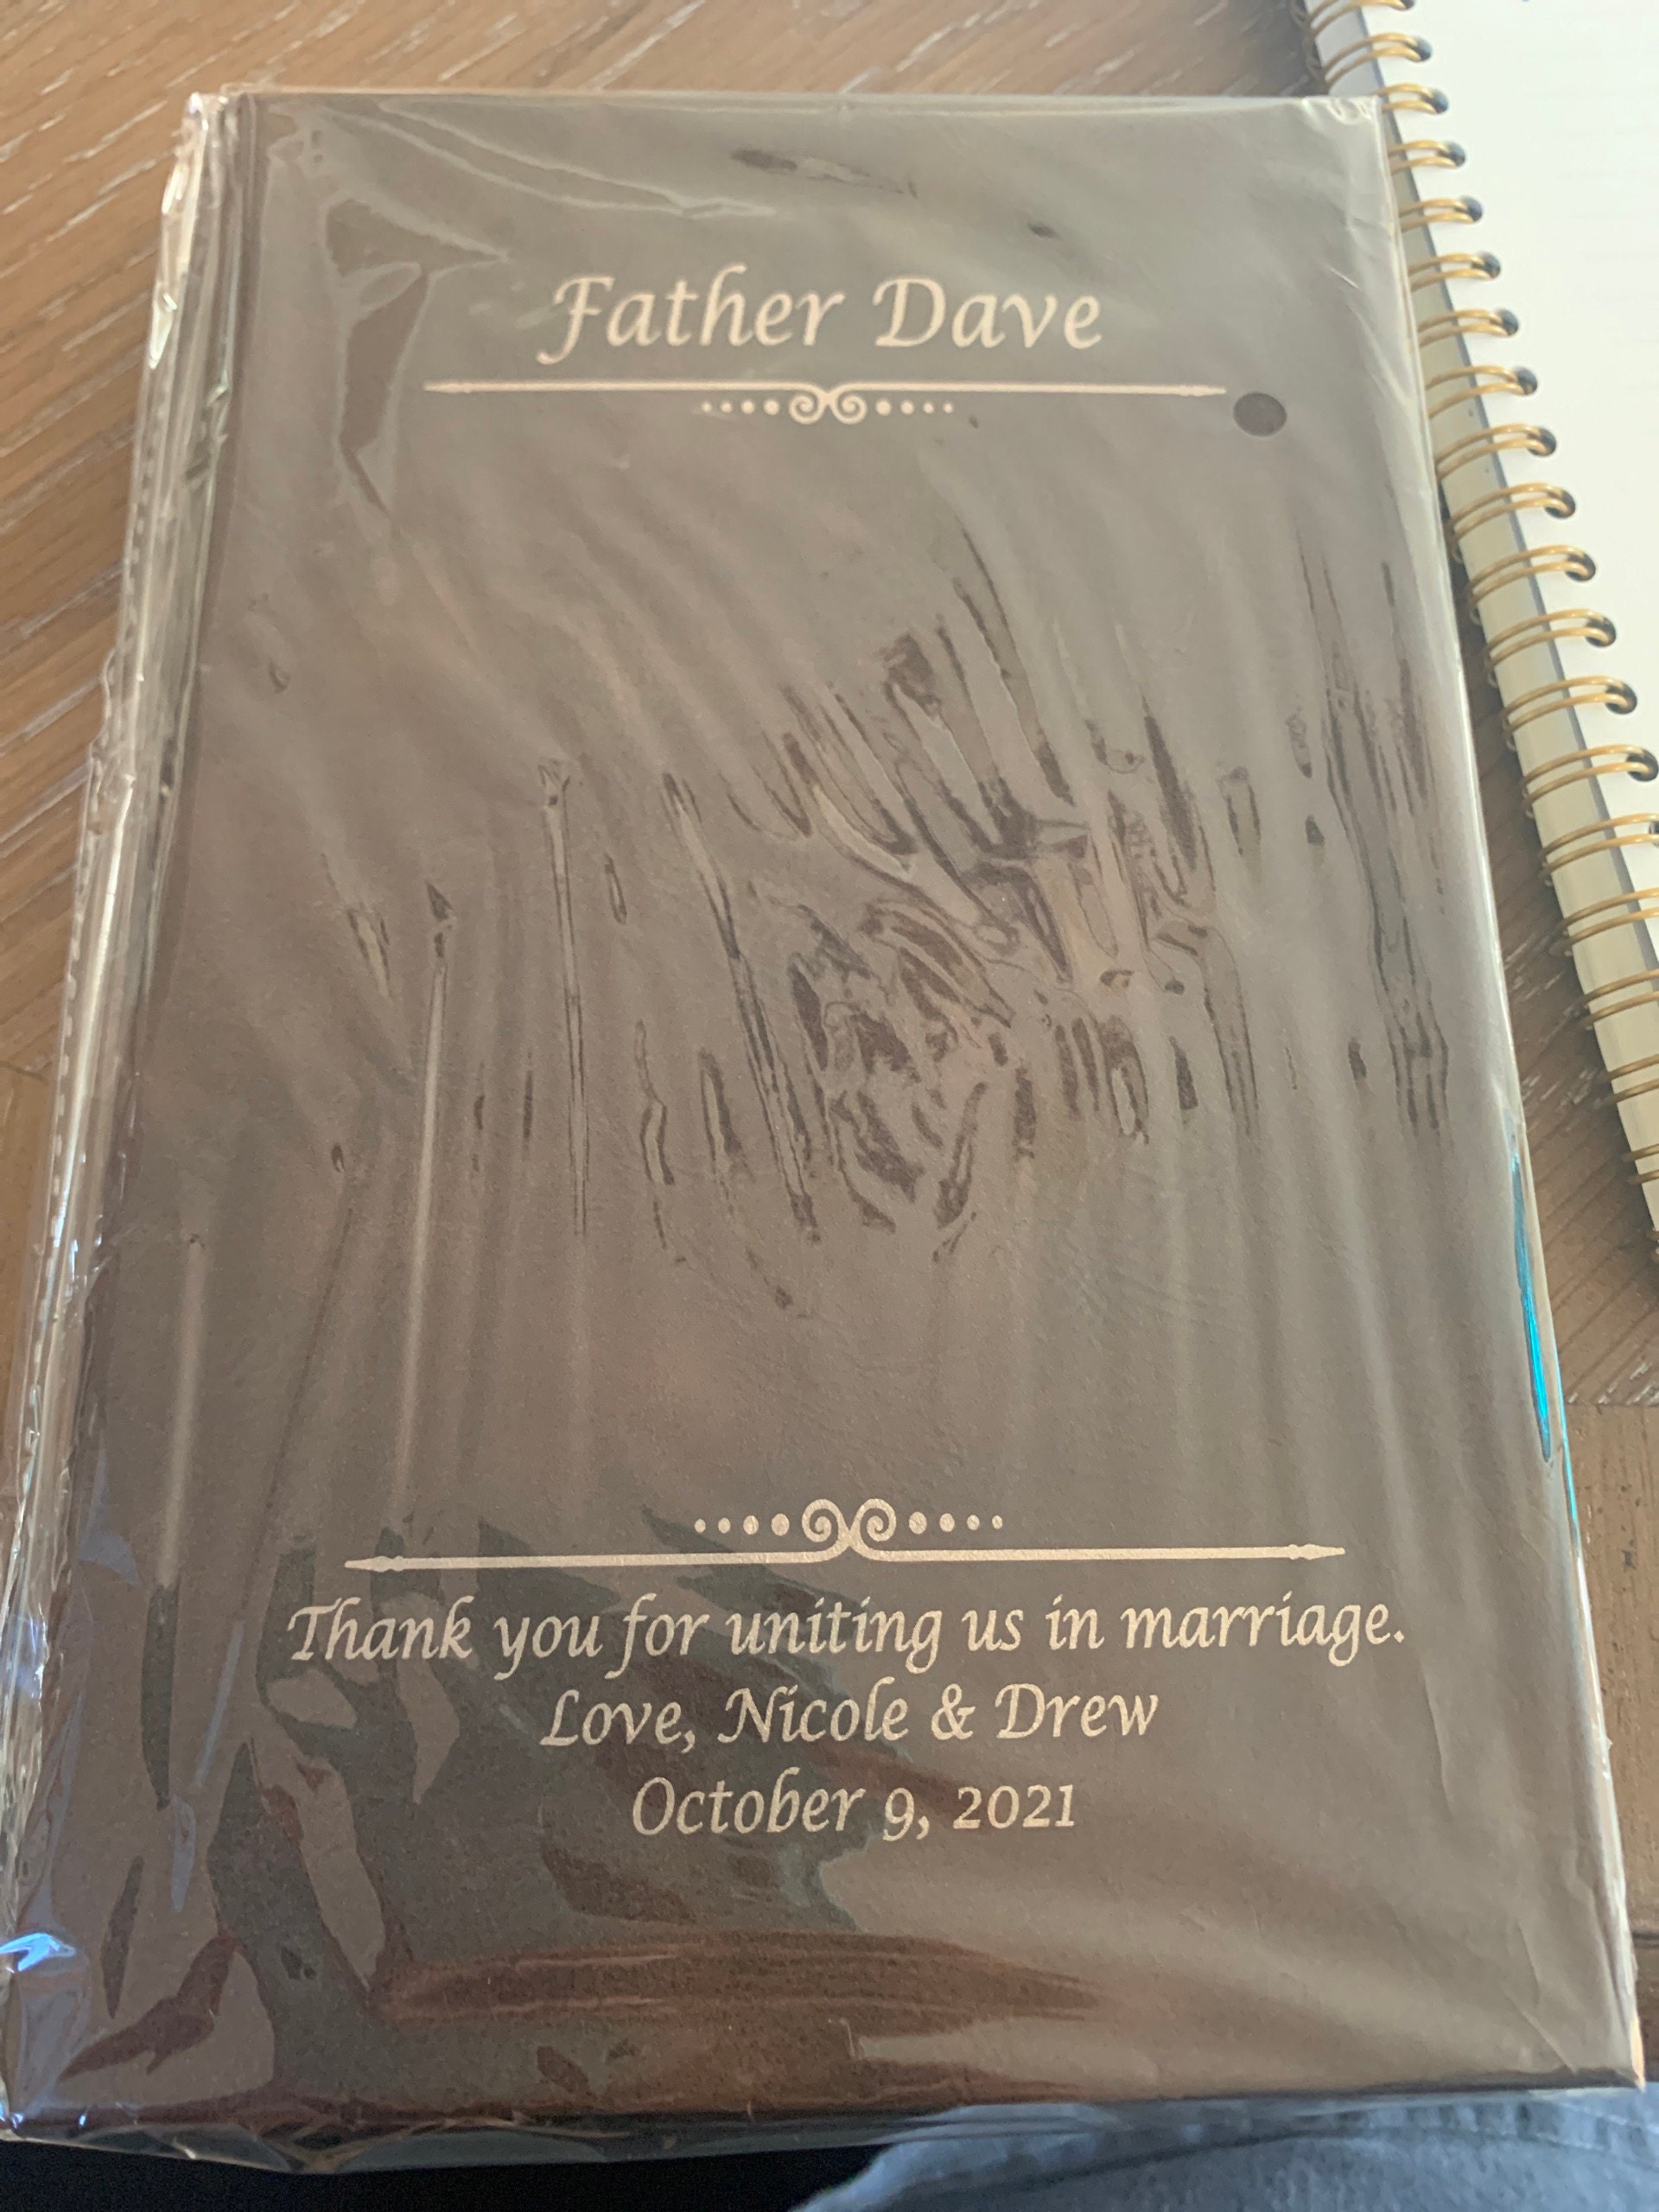 Father Dave
Thank you for uniting us in marriage.
Love, Nicole & Drew
October 9, 2021